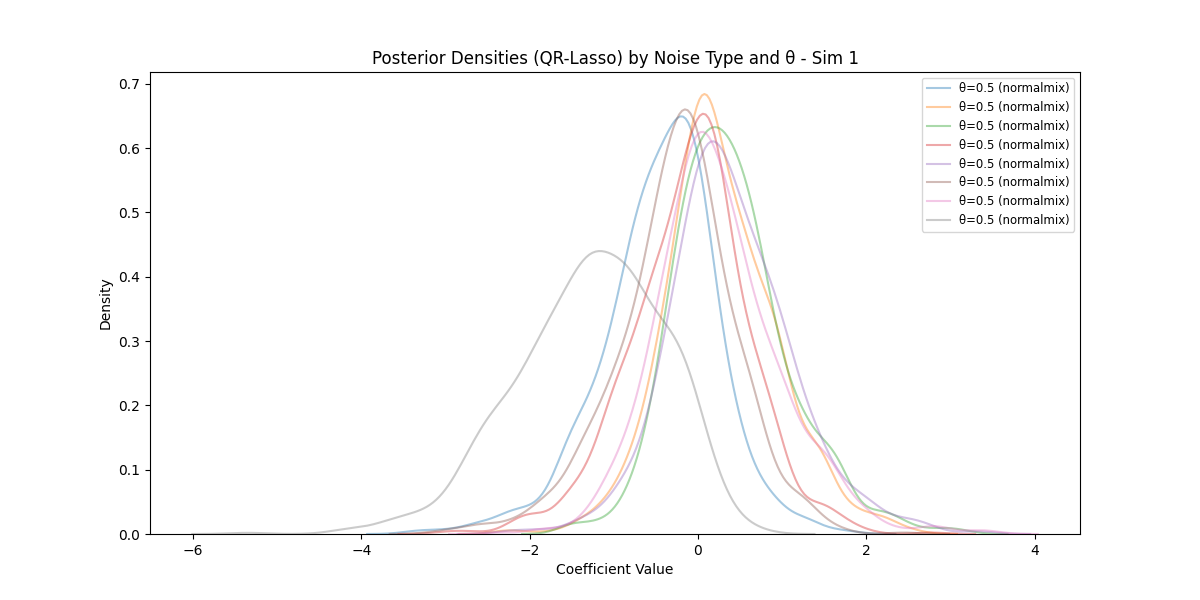 Posterior Densities (QR-Lasso) by Noise Type and θ - Sim 1
0.7
0.6
0.5
0.4
0.3
0.2
0.1
0.0
Density
θ=0.5 (normalmix)
θ=0.5 (normalmix)
θ=0.5 (normalmix)
θ=0.5 (normalmix)
θ=0.5 (normalmix)
θ=0.5 (normalmix)
θ=0.5 (normalmix)
θ=0.5 (normalmix)
−6 −4 −2 0 2 4
Coefficient Value